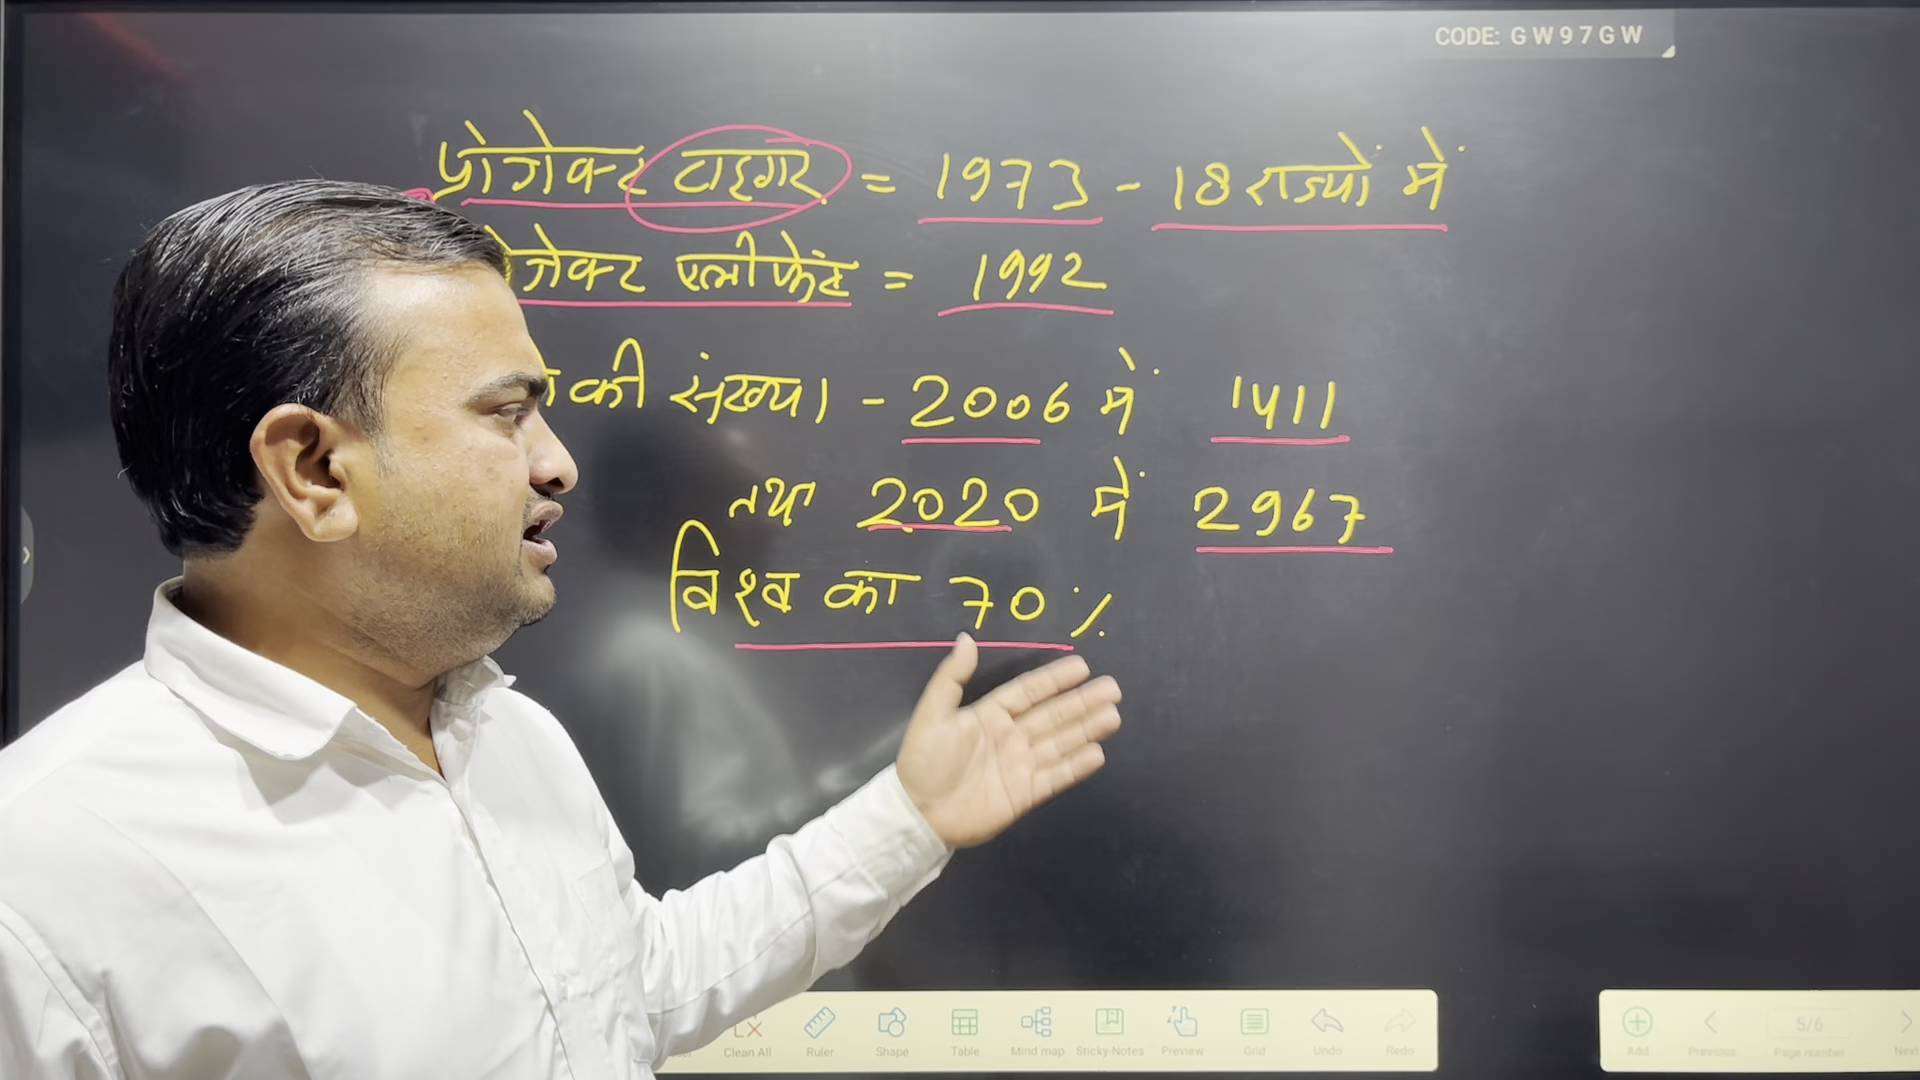 CODE: GW97GW
प्रोजेक्ट टाइगर = 1973 - 18 राज्यों में
जेक्ट एलीफेंट = 1992
की संख्या - 2006 में 1411
तथा 2020 में 2967
विश्व का 70%
Clean All Ruler Shape Table Mind map Sticky-Notes Preview Grid Undo Redo
Add Previous 5/6 Page number Next